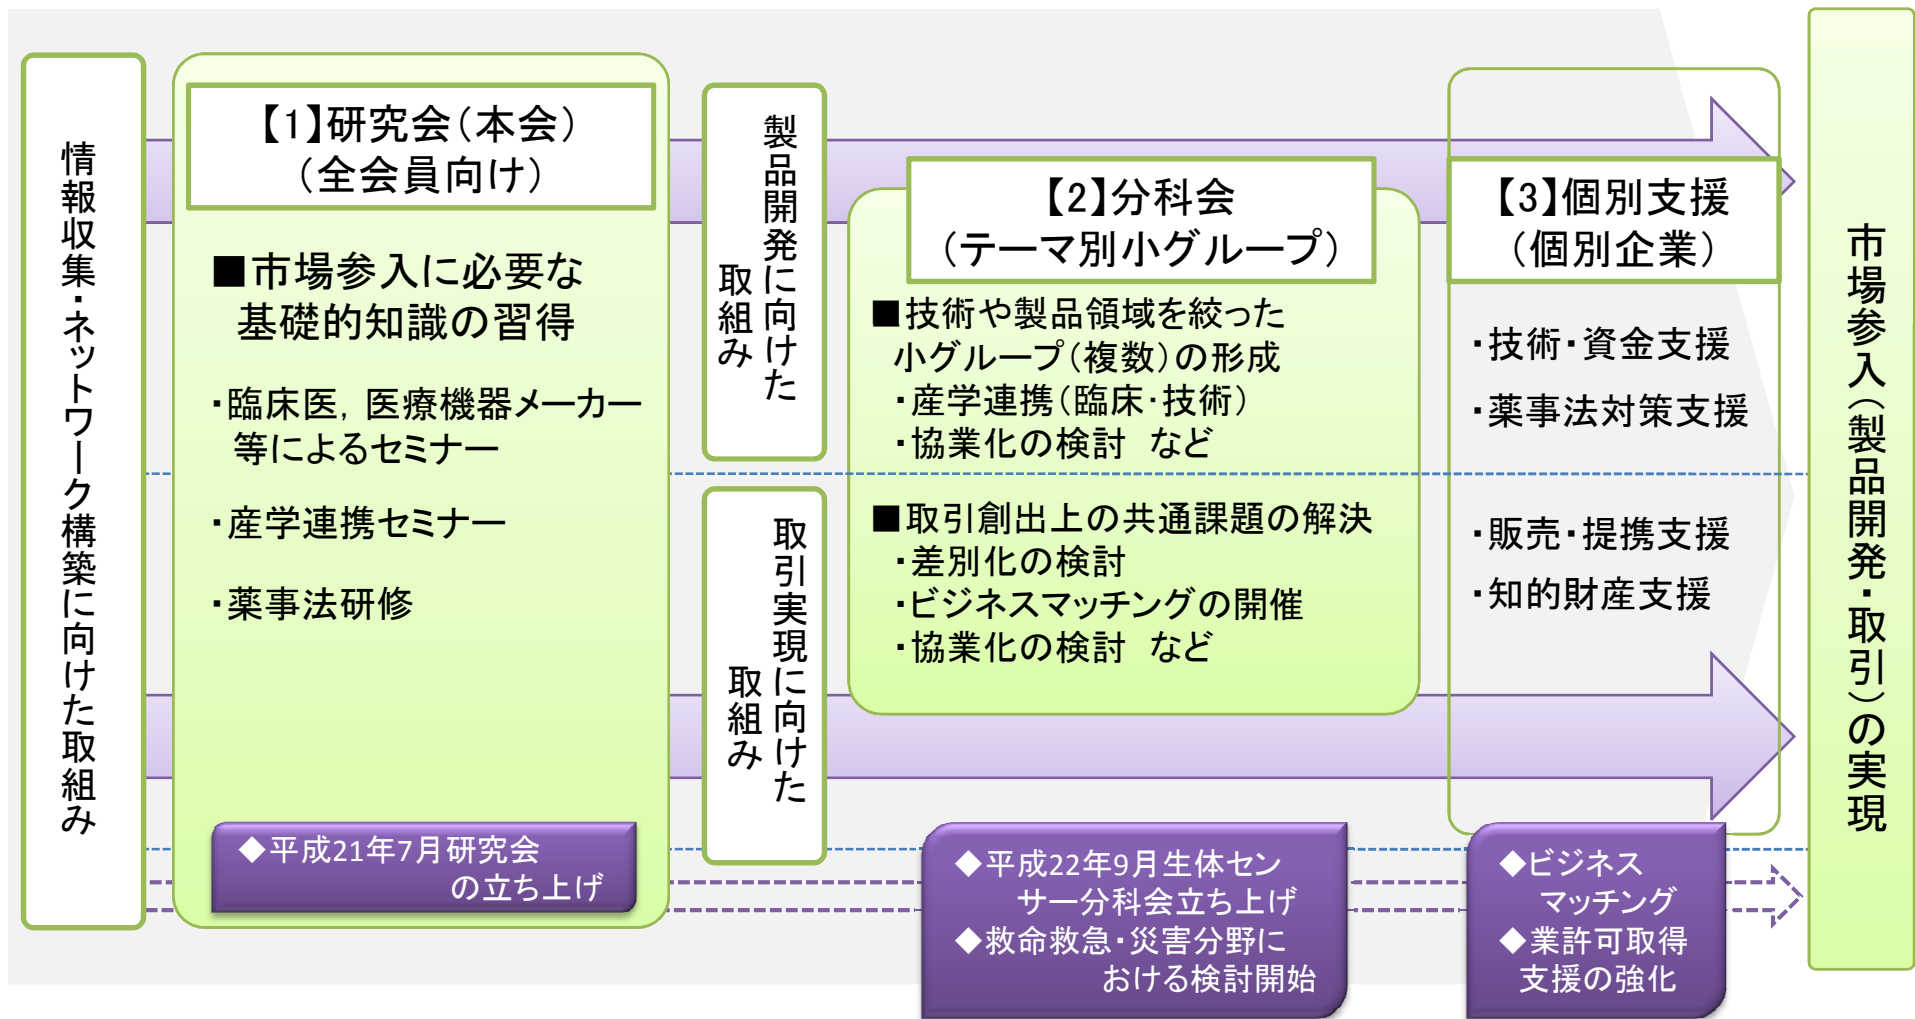 情報収集・ネットワーク構築に向けた取組み
【1】研究会（本会）
（全会員向け）
■市場参入に必要な
基礎的知識の習得
・臨床医，医療機器メーカー
等によるセミナー
・産学連携セミナー
・薬事法研修
◆平成21年7月研究会
の立ち上げ
製品開発に向けた
取組み
取引実現に向けた
取組み
【2】分科会
（テーマ別小グループ）
■技術や製品領域を絞った
小グループ（複数）の形成
・産学連携（臨床・技術）
・協業化の検討　など
■取引創出上の共通課題の解決
・差別化の検討
・ビジネスマッチングの開催
・協業化の検討　など
◆平成22年9月生体セン
サー分科会立ち上げ
◆救命救急・災害分野に
おける検討開始
【3】個別支援
（個別企業）
・技術・資金支援
・薬事法対策支援
・販売・提携支援
・知的財産支援
◆ビジネス
マッチング
◆業許可取得
支援の強化
市場参入（製品開発・取引）の実現